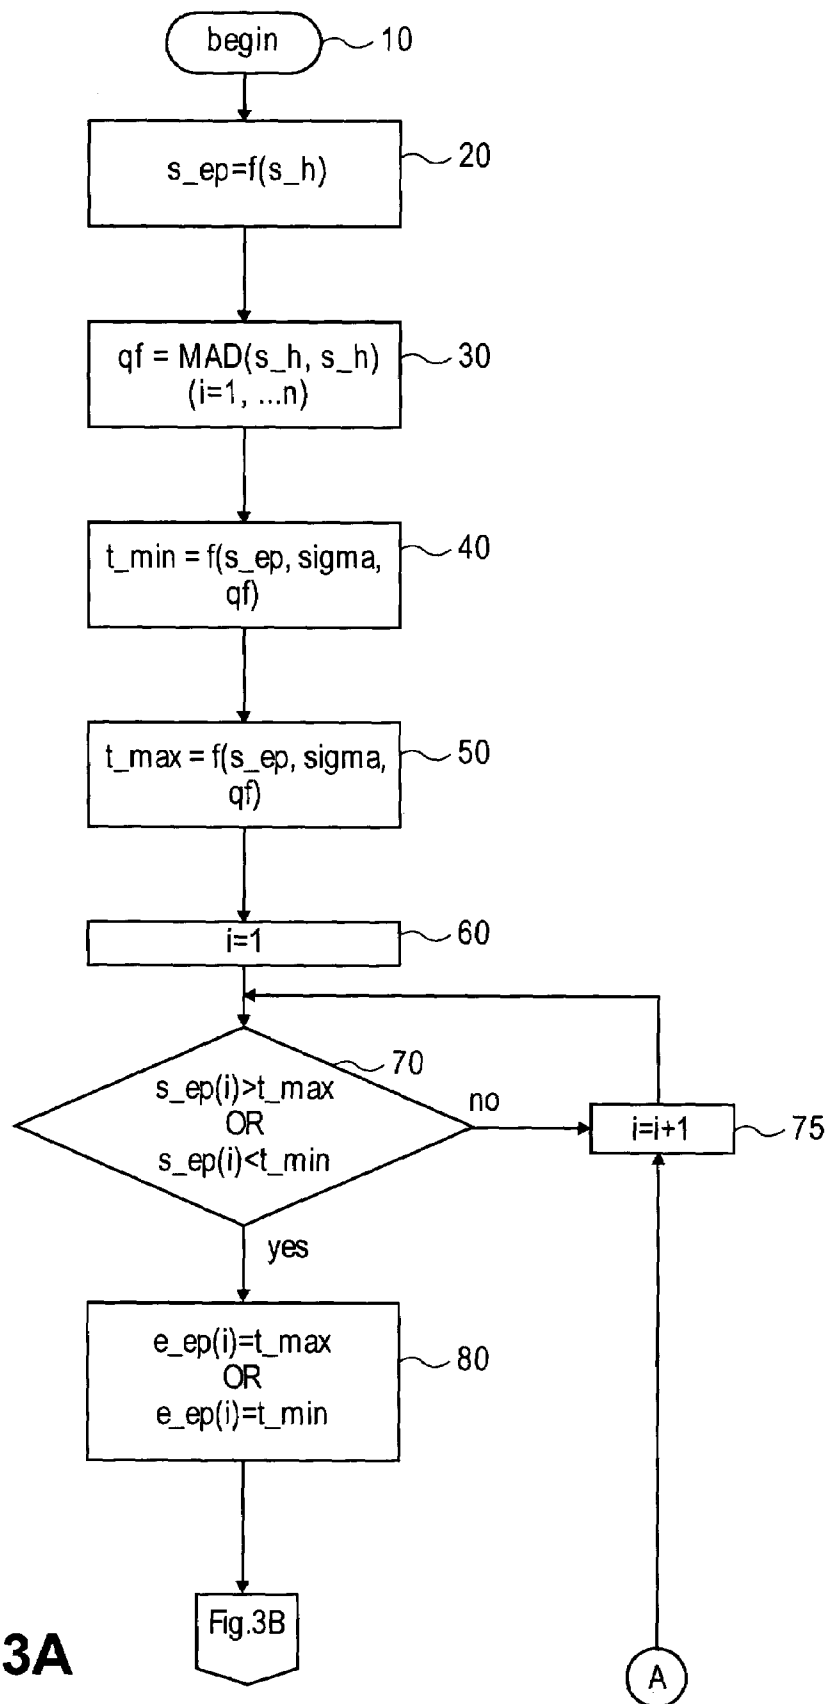 begin
10
s_ep=f(s_h)
20
qf = MAD(s_h, s_h)
(i=1, ...n)
30
t_min = f(s_ep, sigma,
qf)
40
t_max = f(s_ep, sigma,
qf)
50
i=1
60
s_ep(i)>t_max
OR
s_ep(i)<t_min
70
no
i=i+1
75
yes
e_ep(i)=t_max
OR
e_ep(i)=t_min
80
Fig.3B
3A
A